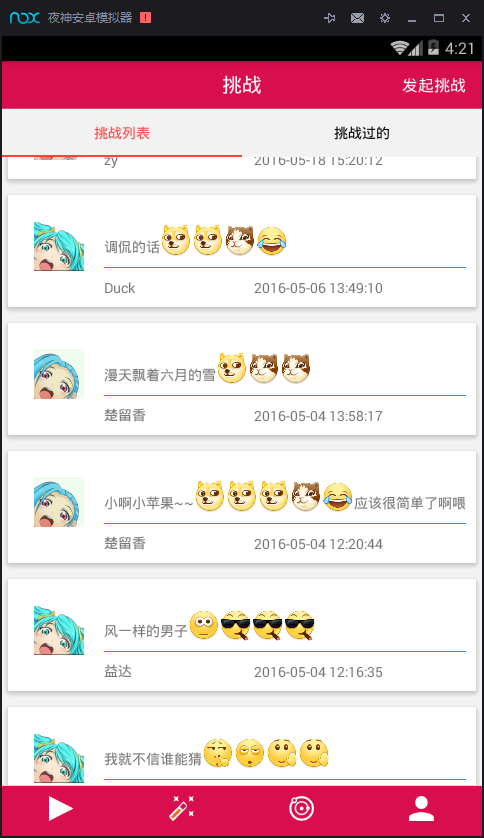 nox 夜神安卓模拟器
4:21
挑战 发起挑战
挑战列表 挑战过的
zy 2016-05-18 15:20:12
调侃的话
Duck 2016-05-06 13:49:10
漫天飘着六月的雪
楚留香 2016-05-04 13:58:17
小啊小苹果~~应该很简单了啊喂
楚留香 2016-05-04 12:20:44
风一样的男子
益达 2016-05-04 12:16:35
我就不信谁能猜